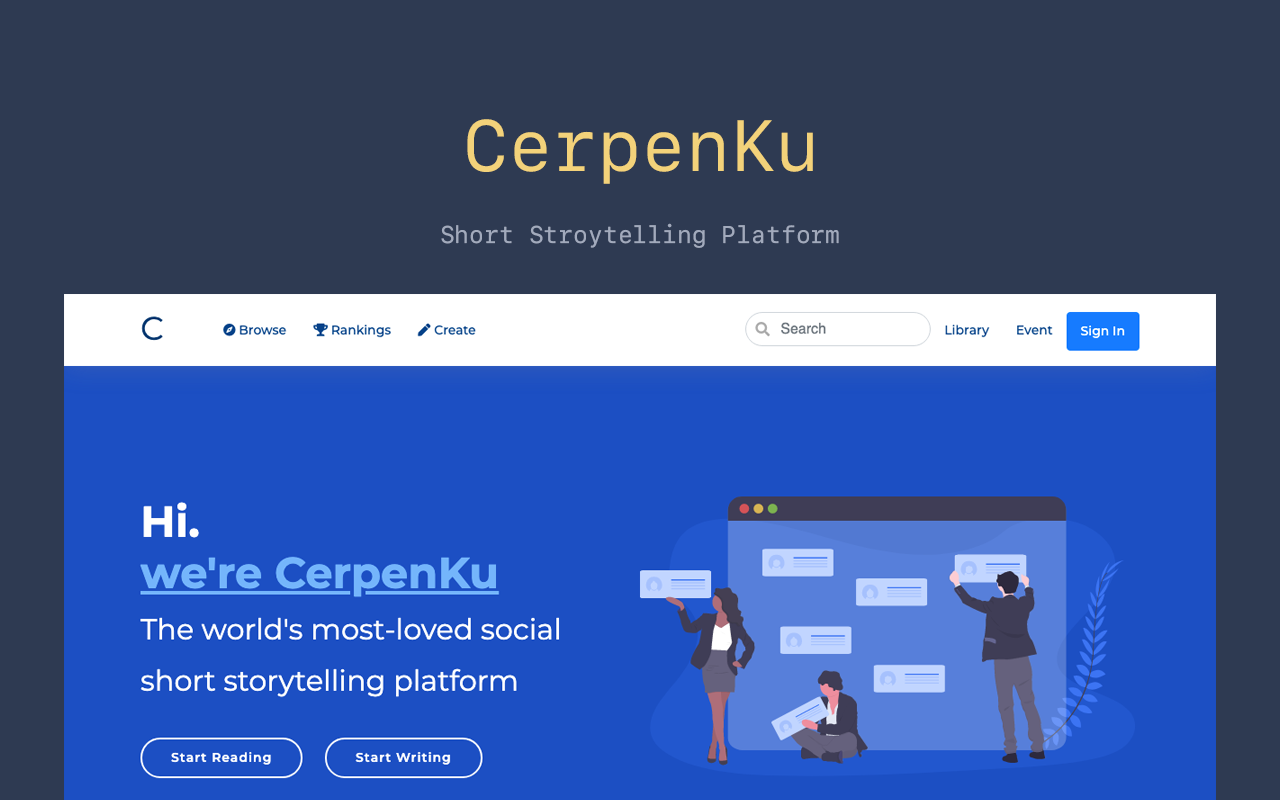 CerpenKu
Short Stroytelling Platform
C
Browse
Rankings
Create
Search
Library
Event
Sign In
Hi.
we're CerpenKu
The world's most-loved social
short storytelling platform
Start Reading
Start Writing